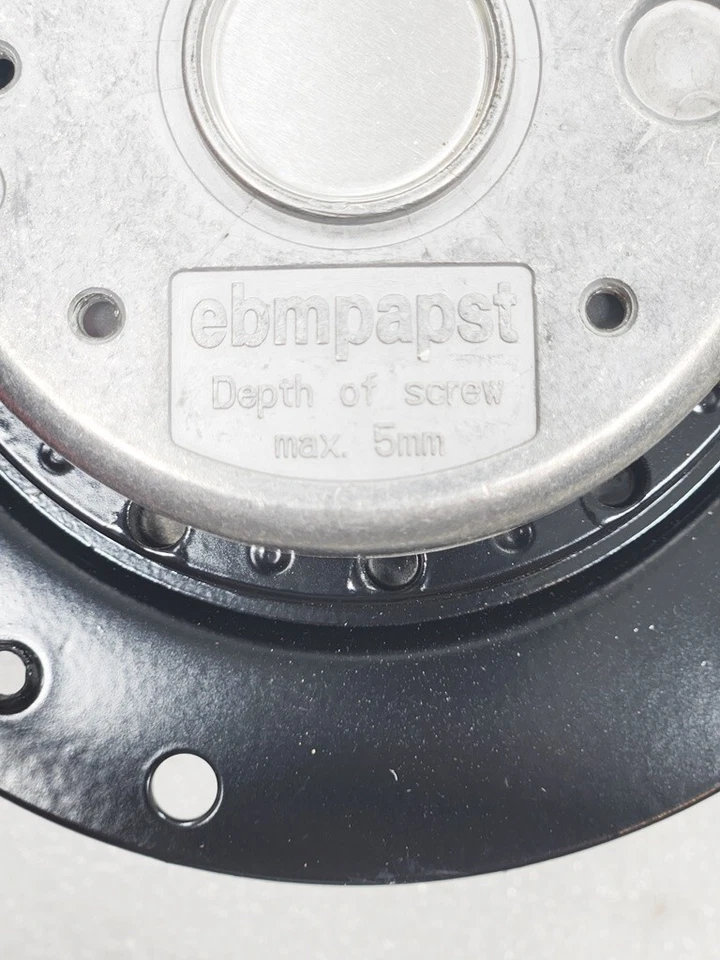 ebmpapst
Depth of screw
max. 5mm